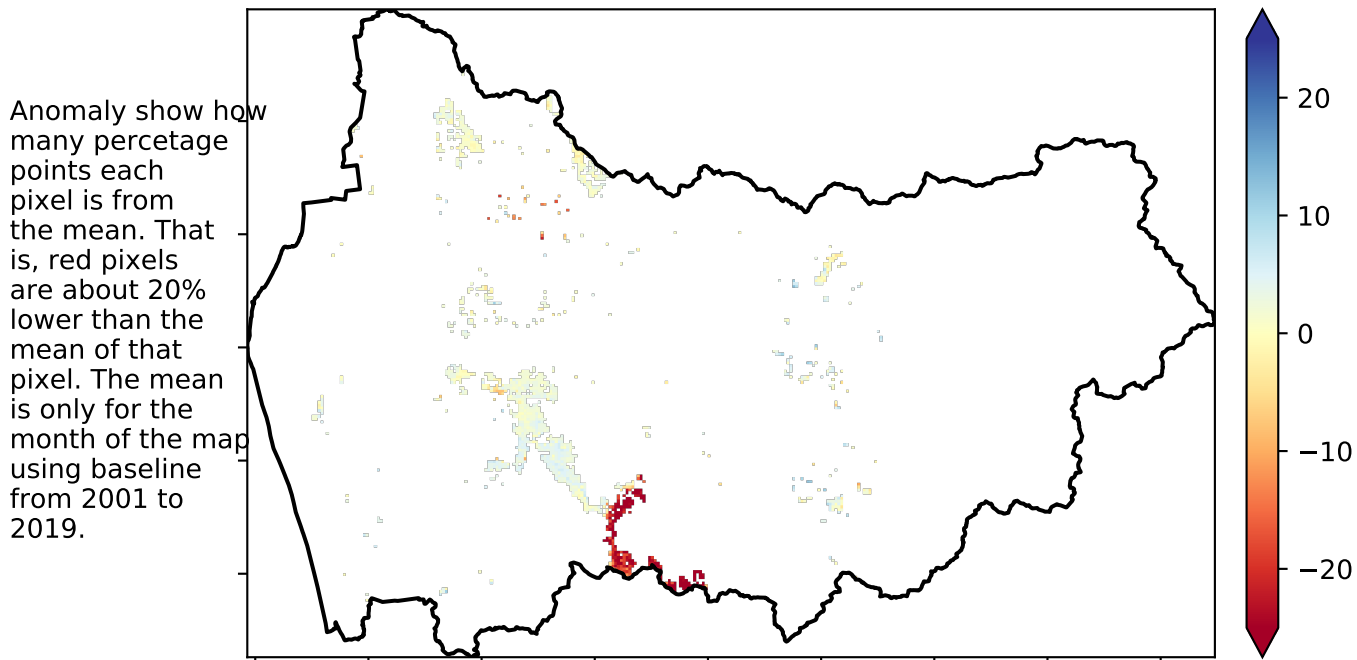 Anomaly show how
many percetage
points each
pixel is from
the mean. That
is, red pixels
are about 20%
lower than the
mean of that
pixel. The mean
is only for the
month of the map
using baseline
from 2001 to
2019.
20
10
0
−10
−20